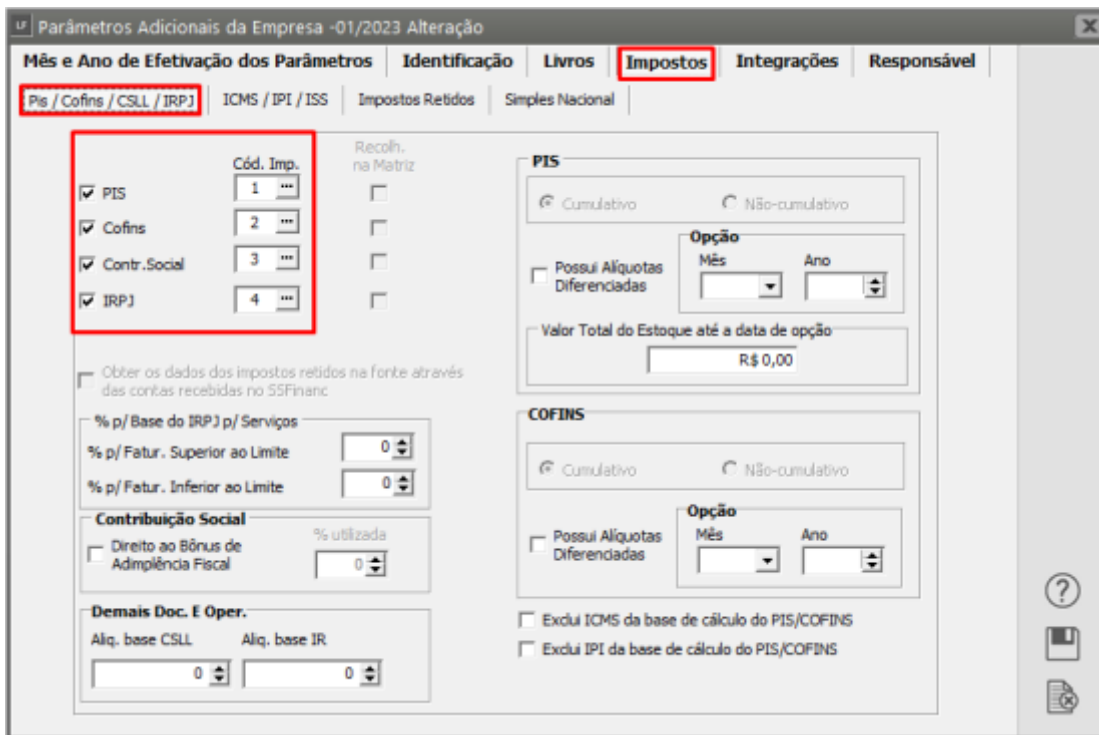 LF Parâmetros Adicionais da Empresa -01/2023 Alteração
Mês e Ano de Efetivação dos Parâmetros Identificação Livros Impostos Integrações Responsável
Pis / Cofins / CSLL / IRPJ ICMS / IPI / ISS Impostos Retidos Simples Nacional
Cód. Imp.
Recolh.
na Matriz
PIS 1 ...
Cofins 2 ...
Contr.Social 3 ...
IRPJ 4 ...
Obter os dados dos impostos retidos na fonte através
das contas recebidas no SSFinanc
% p/ Base do IRPJ p/ Serviços
% p/ Fatur. Superior ao Limite 0
% p/ Fatur. Inferior ao Limite 0
Contribuição Social
Direito ao Bônus de
Adimplência Fiscal
% utilizada
0
Demais Doc. E Oper.
Aliq. base CSLL Aliq. base IR
0 0
PIS
Cumulativo Não-cumulativo
Possui Alíquotas
Diferenciadas
Opção
Mês Ano
Valor Total do Estoque até a data de opção
R$ 0,00
COFINS
Cumulativo Não-cumulativo
Possui Alíquotas
Diferenciadas
Opção
Mês Ano
Exclui ICMS da base de cálculo do PIS/COFINS
Exclui IPI da base de cálculo do PIS/COFINS